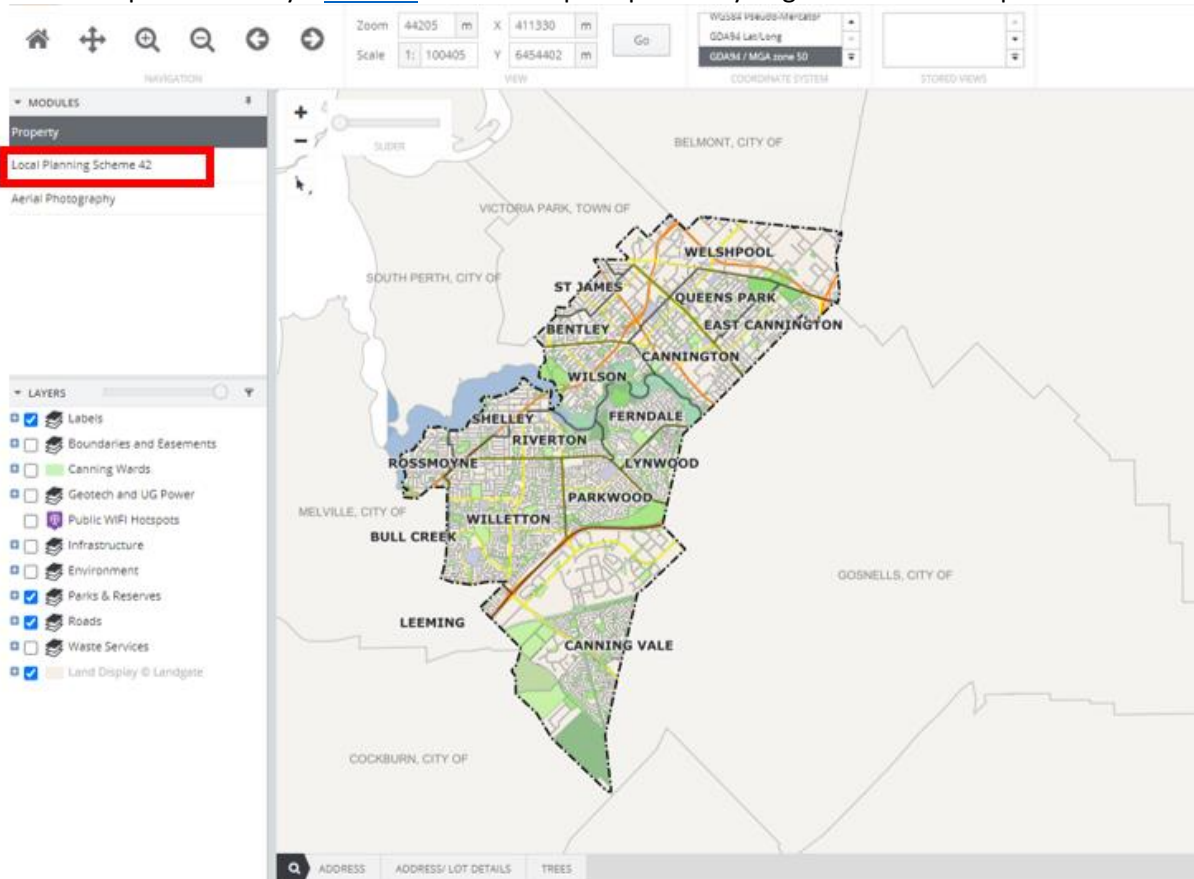 Zoom 44205 m X 411330 m
WGS84 Pseudo-Mercator
GDA94 Lat/Long
Go
Scale 1: 100405 Y 6454402 m
GDA94 / MGA zone 50
NAVIGATION VIEW COORDINATE SYSTEM STORED VIEWS
MODULES
Property
Local Planning Scheme 42
Aerial Photography
SLIDER
BELMONT, CITY OF
VICTORIA PARK, TOWN OF
WELSHPOOL
SOUTH PERTH, CITY OF
ST JAMES
QUEENS PARK
EAST CANNINGTON
BENTLEY
CANNINGTON
WILSON
LAYERS
Labels
Boundaries and Easements
Canning Wards
Geotech and UG Power
Public WIFI Hotspots
Infrastructure
Environment
Parks & Reserves
Roads
Waste Services
Land Display © Landgate
SHELLEY
FERNDALE
RIVERTON
ROSSMOYNE
LYNWOOD
PARKWOOD
MELVILLE, CITY OF
WILLETTON
BULL CREEK
GOSNELLS, CITY OF
LEEMING
CANNING VALE
COCKBURN, CITY OF
ADDRESS ADDRESS/ LOT DETAILS TREES